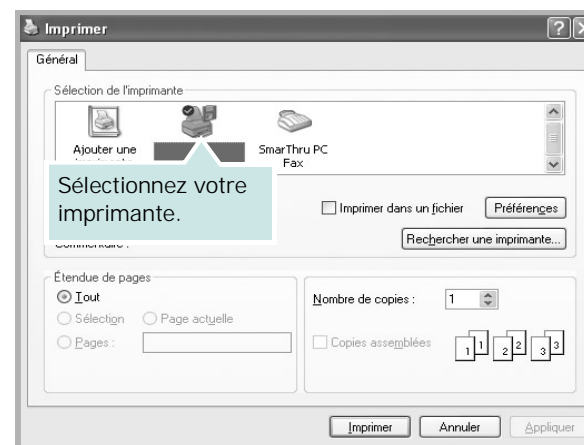 Imprimer
Général
Sélection de l'imprimante
Ajouter une
SmarThru PC
Fax
Sélectionnez votre
imprimante.
Imprimer dans un fichier
Préférences
Rechercher une imprimante...
Étendue de pages
Tout
Sélection
Page actuelle
Pages :
Nombre de copies :
1
Copies assemblées
1 1 2 2 3 3
Imprimer
Annuler
Appliquer